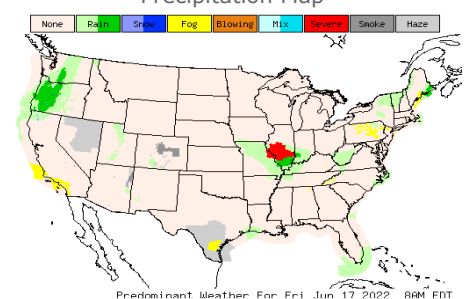 Precipitation Map
None Rain Snow Fog Blowing Mix Severe Smoke Haze
Predominant Weather For Fri Jun 17 2022 8AM EDT